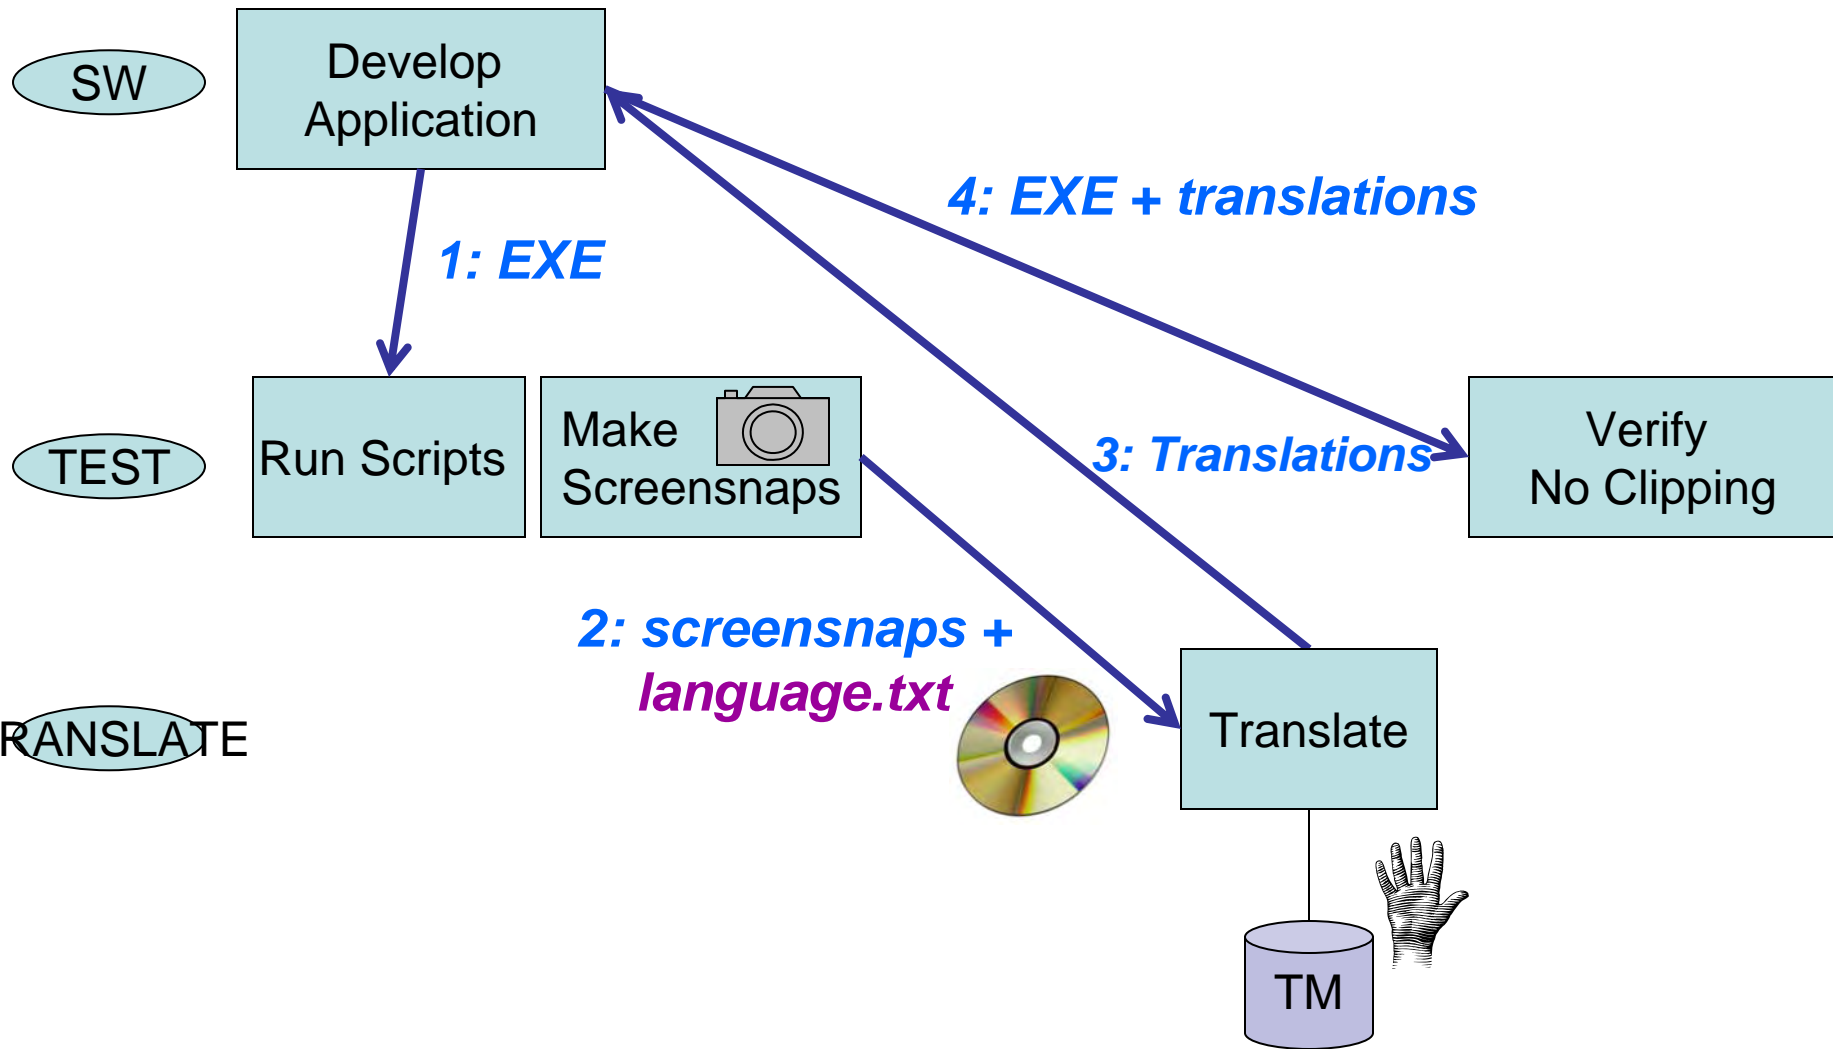 SW
Develop
Application
4: EXE + translations
1: EXE
TEST
Run Scripts
Make
Screensnaps
3: Translations
Verify
No Clipping
2: screensnaps +
language.txt
RANSLATE
Translate
TM